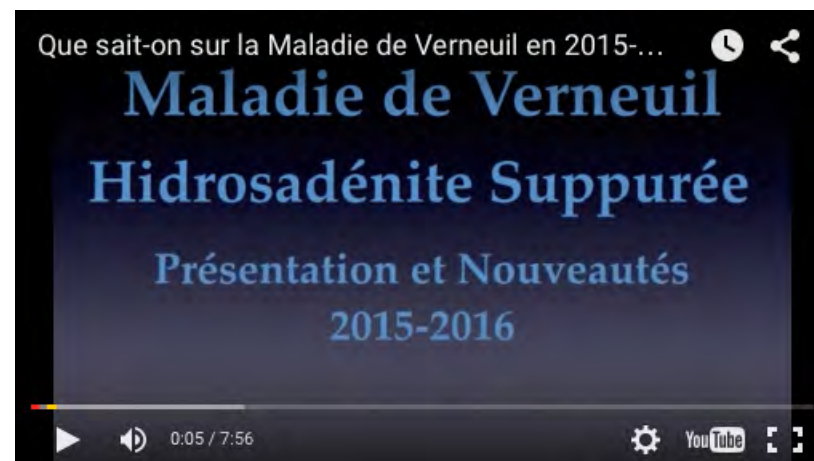 Que sait-on sur la Maladie de Verneuil en 2015-...
Maladie de Verneuil
Hidrosadénite Suppurée
Présentation et Nouveautés
2015-2016
0:05 / 7:56
YouTube